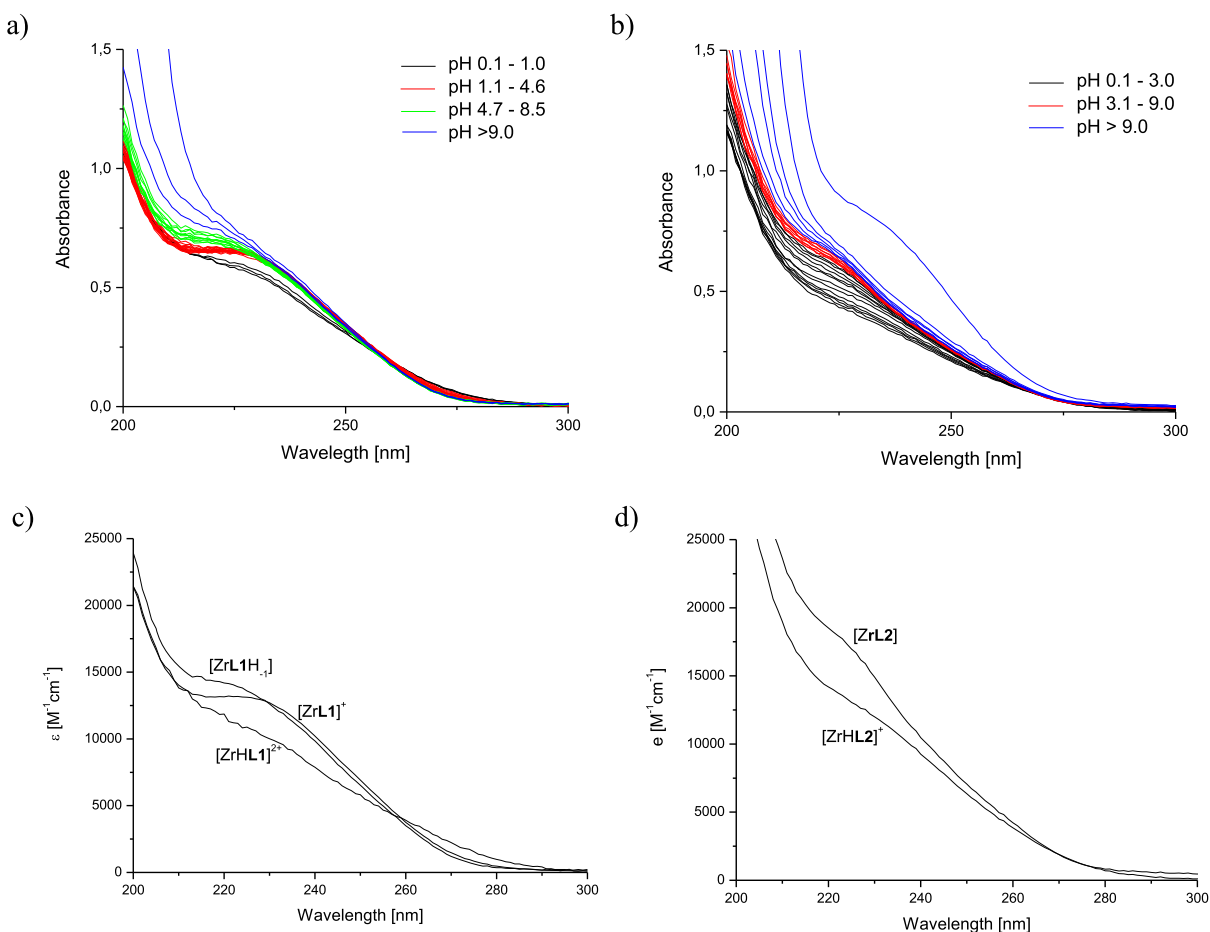 a)
1,5
1,0
0,5
0,0
Absorbance
200
250
300
Wavelegth [nm]
pH 0.1 - 1.0
pH 1.1 - 4.6
pH 4.7 - 8.5
pH >9.0
b)
1,5
1,0
0,5
0,0
Absorbance
200
250
300
Wavelength [nm]
pH 0.1 - 3.0
pH 3.1 - 9.0
pH > 9.0
c)
25000
20000
15000
10000
5000
0
ε [M⁻¹cm⁻¹]
200
220
240
260
280
300
Wavelength [nm]
[ZrL1H₋₁]
[ZrL1]⁺
[ZrHL1]²⁺
d)
25000
20000
15000
10000
5000
0
e [M⁻¹cm⁻¹]
200
220
240
260
280
300
Wavelength [nm]
[ZrL2]
[ZrHL2]⁺